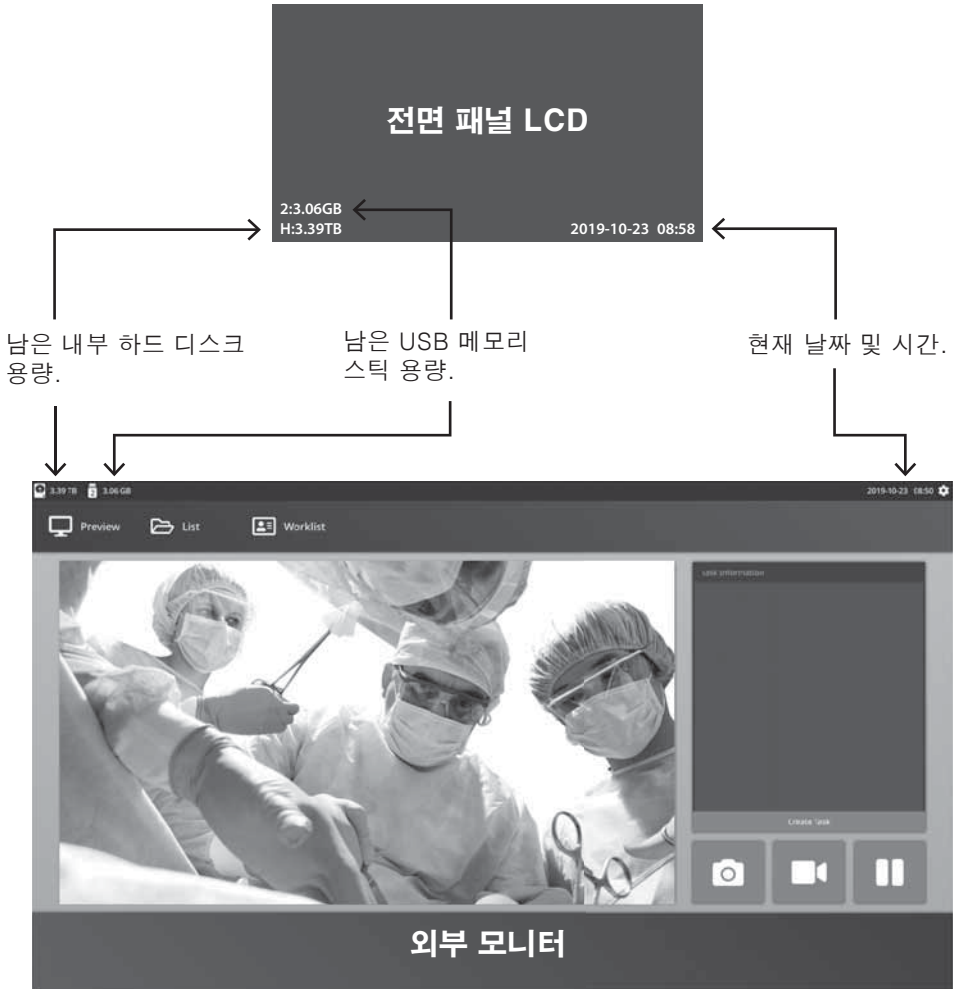 전면 패널 LCD
2:3.06GB
H:3.39TB
2019-10-23 08:58
남은 내부 하드 디스크
용량.
남은 USB 메모리
스틱 용량.
현재 날짜 및 시간.
3.39 TB
2
3.06 GB
2019-10-23 08:50
Preview
List
Worklist
Task Information
Create Task
외부 모니터